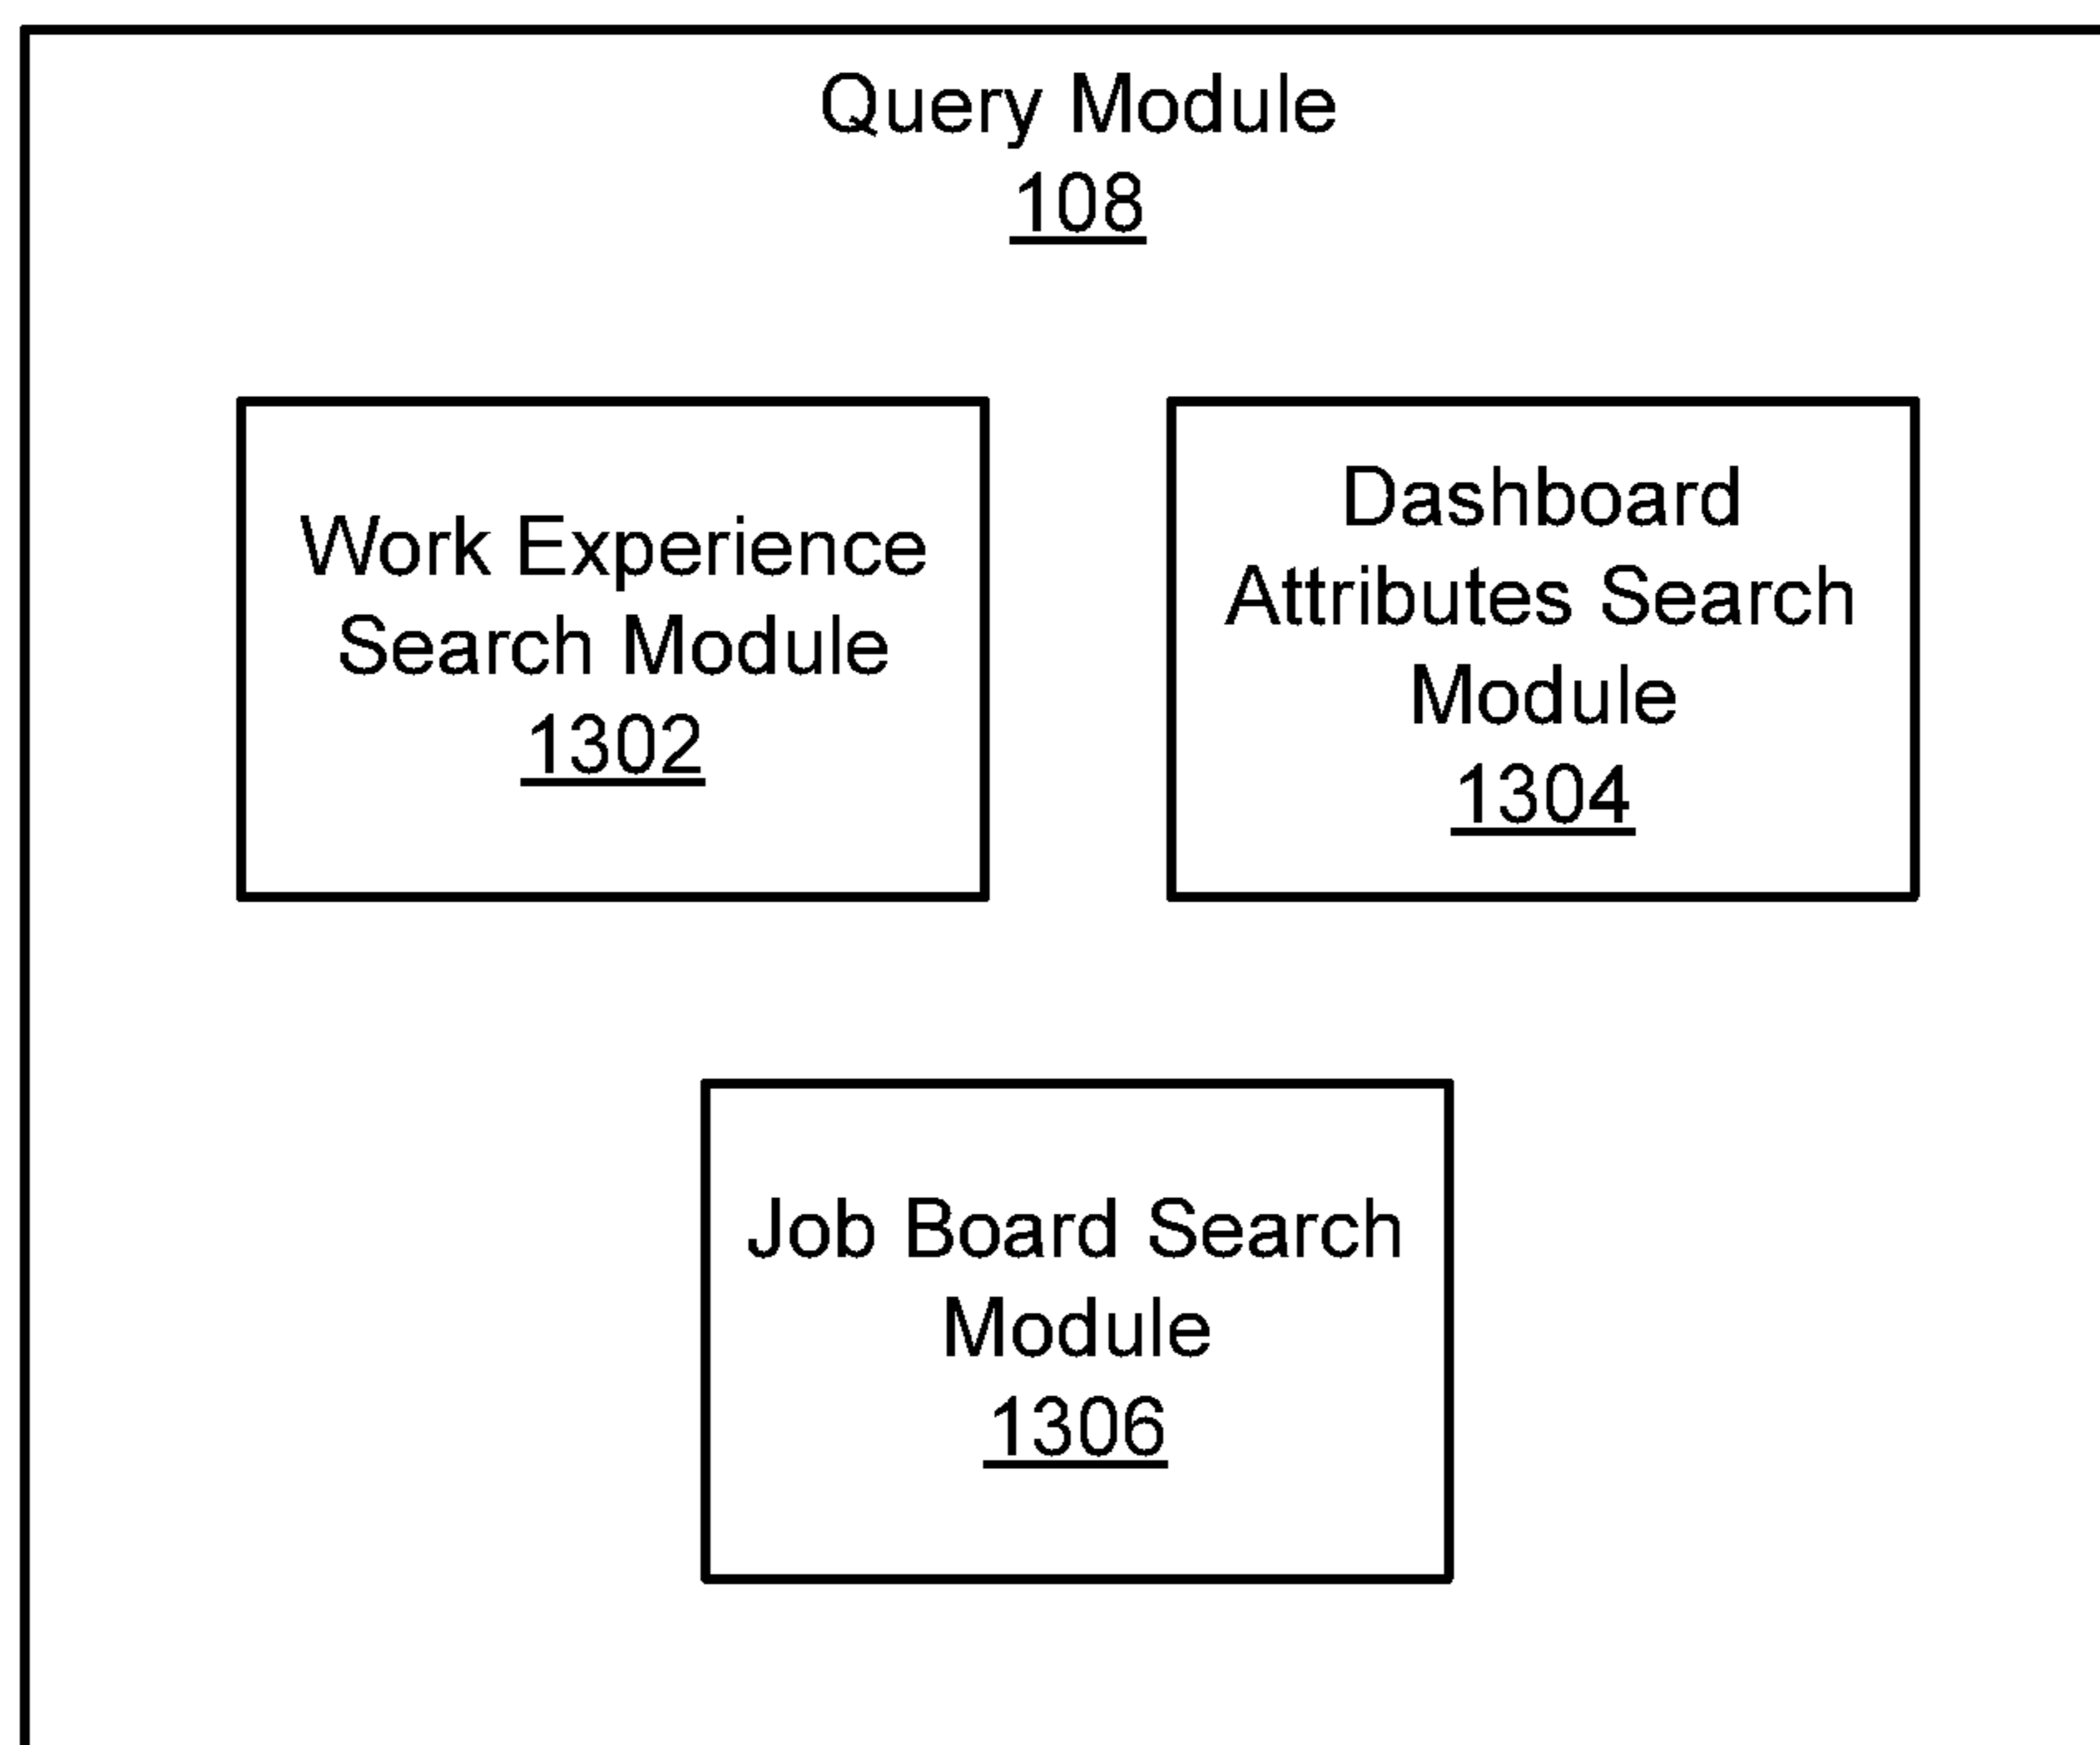 Query Module
108
Work Experience
Search Module
1302
Dashboard
Attributes Search
Module
1304
Job Board Search
Module
1306